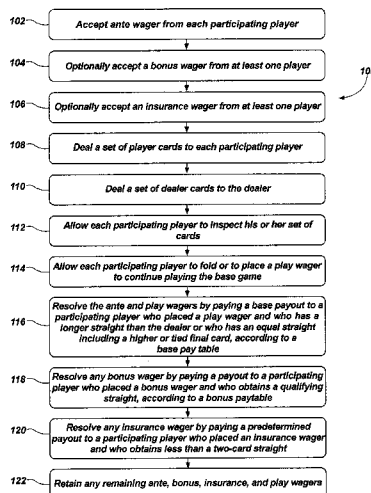 102
Accept ante wager from each participating player
104
Optionally accept a bonus wager from at least one player
10
106
Optionally accept an insurance wager from at least one player
108
Deal a set of player cards to each participating player
110
Deal a set of dealer cards to the dealer
112
Allow each participating player to inspect his or her set of
cards
114
Allow each participating player to fold or to place a play wager
to continue playing the base game
116
Resolve the ante and play wagers by paying a base payout to a
participating player who placed a play wager and who has a
longer straight than the dealer or who has an equal straight
including a higher or tied final card, according to a
base pay table
118
Resolve any bonus wager by paying a payout to a participating
player who placed a bonus wager and who obtains a qualifying
straight, according to a bonus paytable
120
Resolve any insurance wager by paying a predetermined
payout to a participating player who placed an insurance wager
and who obtains less than a two-card straight
122
Retain any remaining ante, bonus, insurance, and play wagers